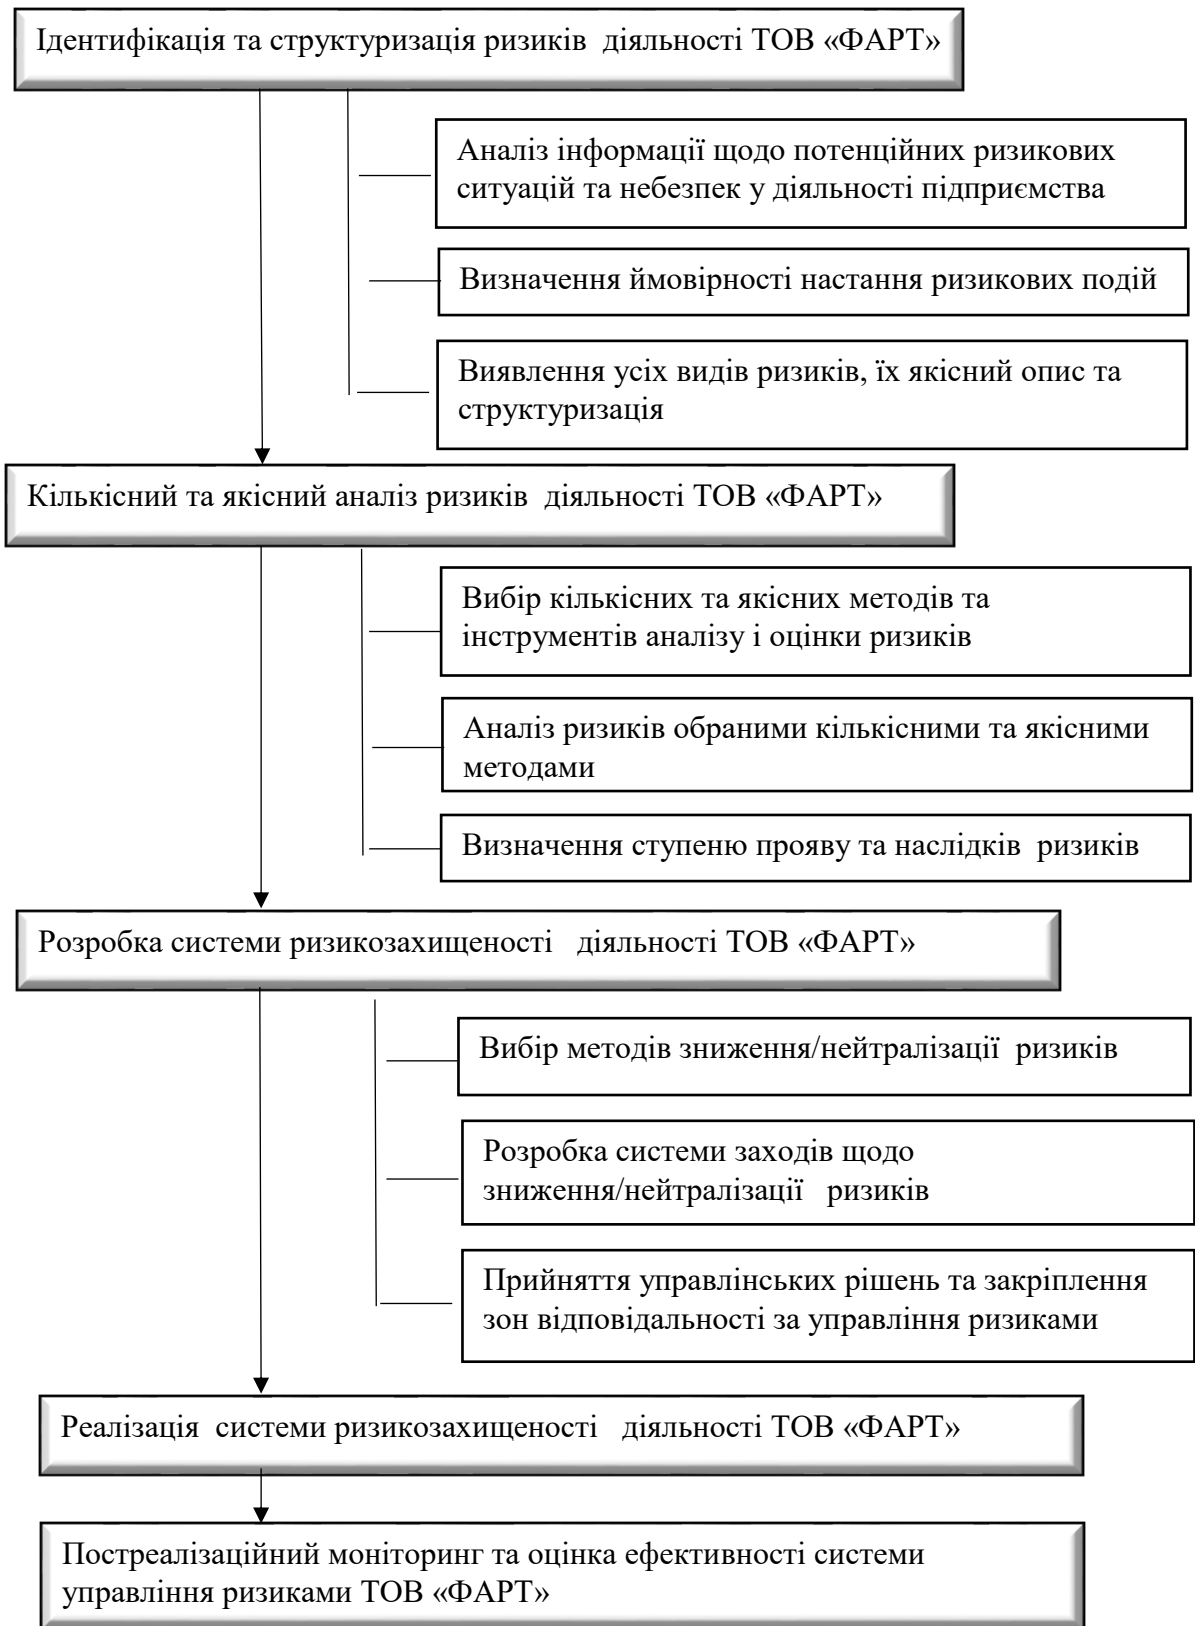 Ідентифікація та структуризація ризиків діяльності ТОВ «ФАРТ»
Аналіз інформації щодо потенційних ризикових
ситуацій та небезпек у діяльності підприємства
Визначення ймовірності настання ризикових подій
Виявлення усіх видів ризиків, їх якісний опис та
структуризація
Кількісний та якісний аналіз ризиків діяльності ТОВ «ФАРТ»
Вибір кількісних та якісних методів та
інструментів аналізу і оцінки ризиків
Аналіз ризиків обраними кількісними та якісними
методами
Визначення ступеню прояву та наслідків ризиків
Розробка системи ризикозахищеності діяльності ТОВ «ФАРТ»
Вибір методів зниження/нейтралізації ризиків
Розробка системи заходів щодо
зниження/нейтралізації ризиків
Прийняття управлінських рішень та закріплення
зон відповідальності за управління ризиками
Реалізація системи ризикозахищеності діяльності ТОВ «ФАРТ»
Постреалізаційний моніторинг та оцінка ефективності системи
управління ризиками ТОВ «ФАРТ»